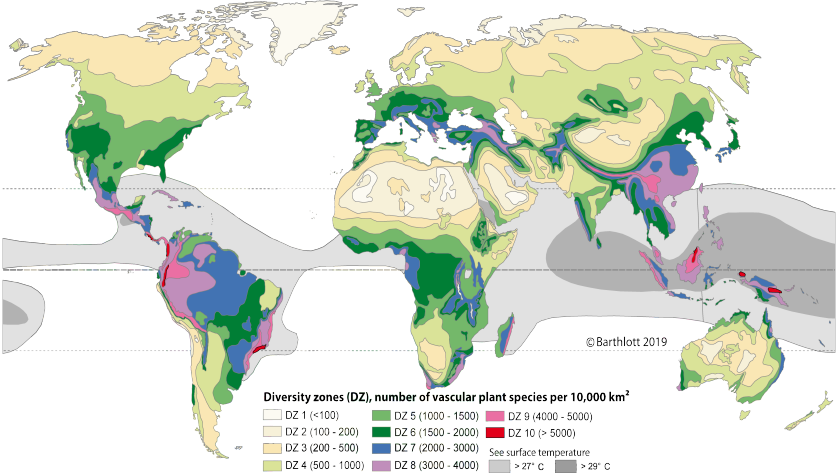 ©Barthlott 2019
Diversity zones (DZ), number of vascular plant species per 10,000 km²
DZ 1 (<100)
DZ 2 (100 - 200)
DZ 3 (200 - 500)
DZ 4 (500 - 1000)
DZ 5 (1000 - 1500)
DZ 6 (1500 - 2000)
DZ 7 (2000 - 3000)
DZ 8 (3000 - 4000)
DZ 9 (4000 - 5000)
DZ 10 (> 5000)
See surface temperature
> 27° C
> 29° C